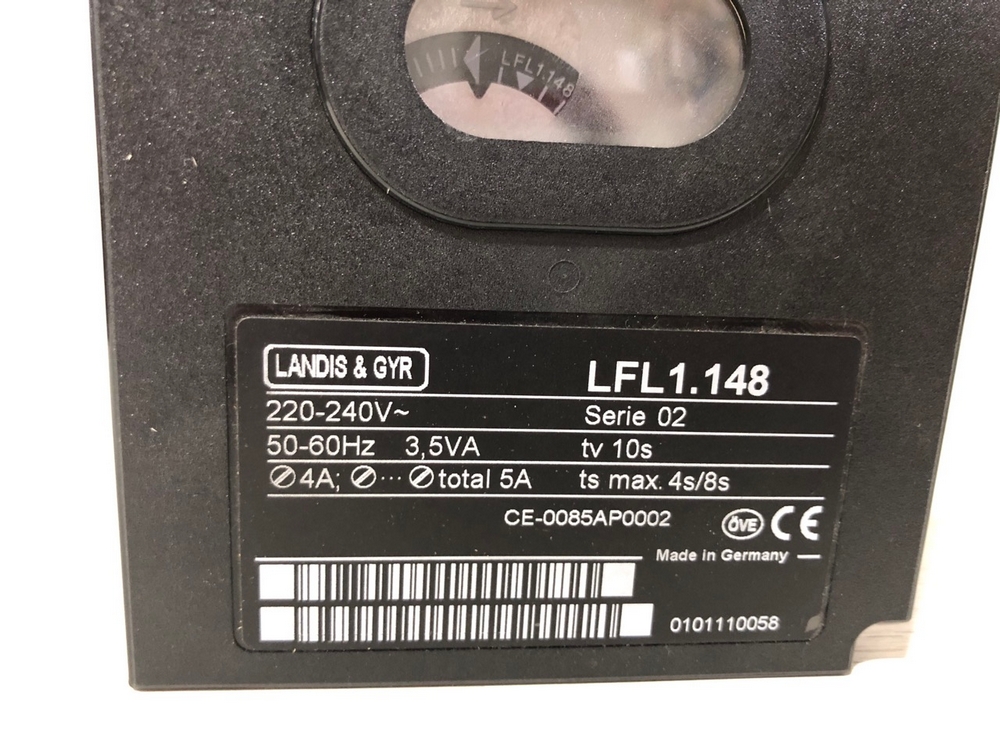 LFL1.148
LANDIS & GYR LFL1.148
220-240V~ Serie 02
50-60Hz 3,5VA tv 10s
⊘4A; ⊘···⊘total 5A ts max. 4s/8s
CE-0085AP0002 ÖVE CE
Made in Germany
0101110058